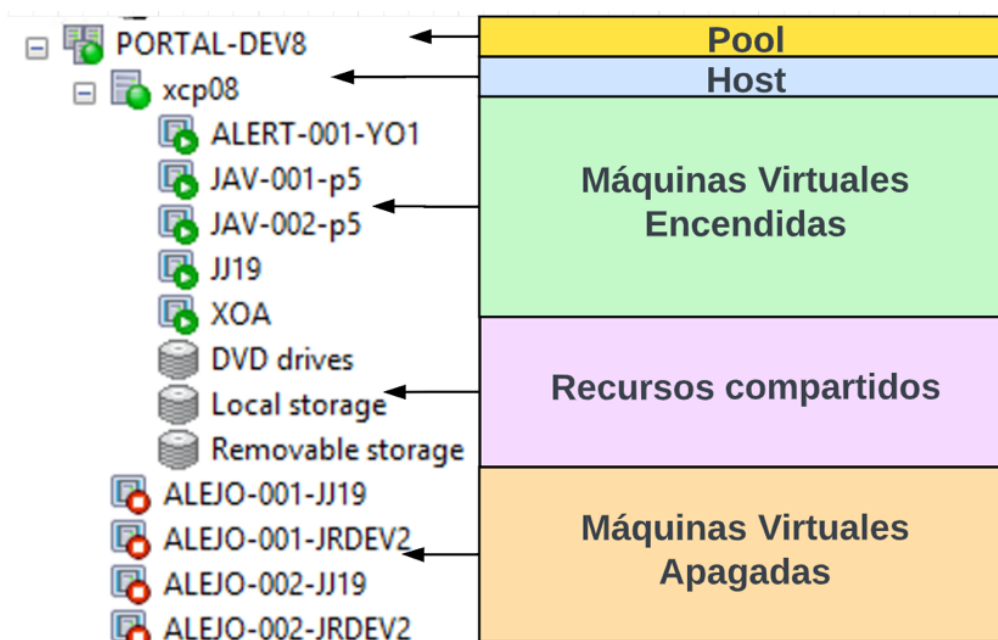 PORTAL-DEV8
Pool
xcp08
Host
ALERT-001-YO1
JAV-001-p5
JAV-002-p5
JJ19
XOA
Máquinas Virtuales
Encendidas
DVD drives
Local storage
Removable storage
Recursos compartidos
ALEJO-001-JJ19
ALEJO-001-JRDEV2
ALEJO-002-JJ19
ALEJO-002-JRDEV2
Máquinas Virtuales
Apagadas